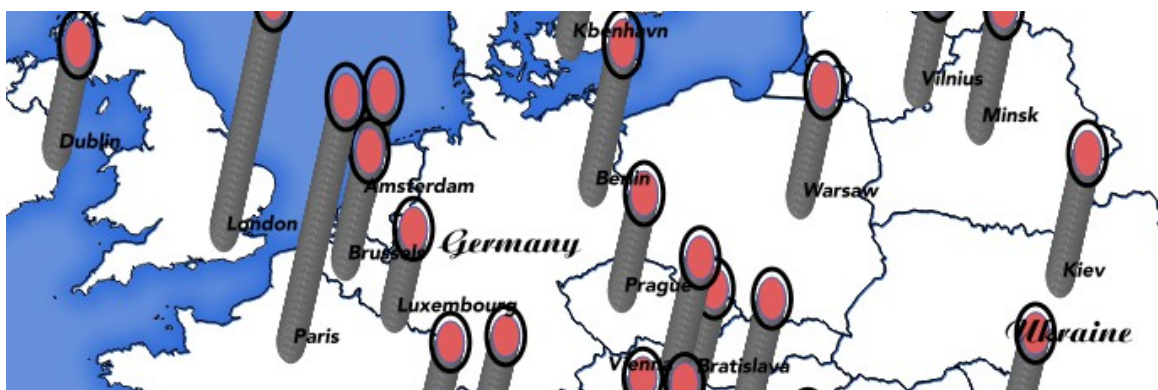 Kbenhavn
Vilnius
Minsk
Dublin
Berlin
Amsterdam
Warsaw
London
Germany
Brussels
Kiev
Prague
Luxembourg
Paris
Ukraine
Vienna
Bratislava